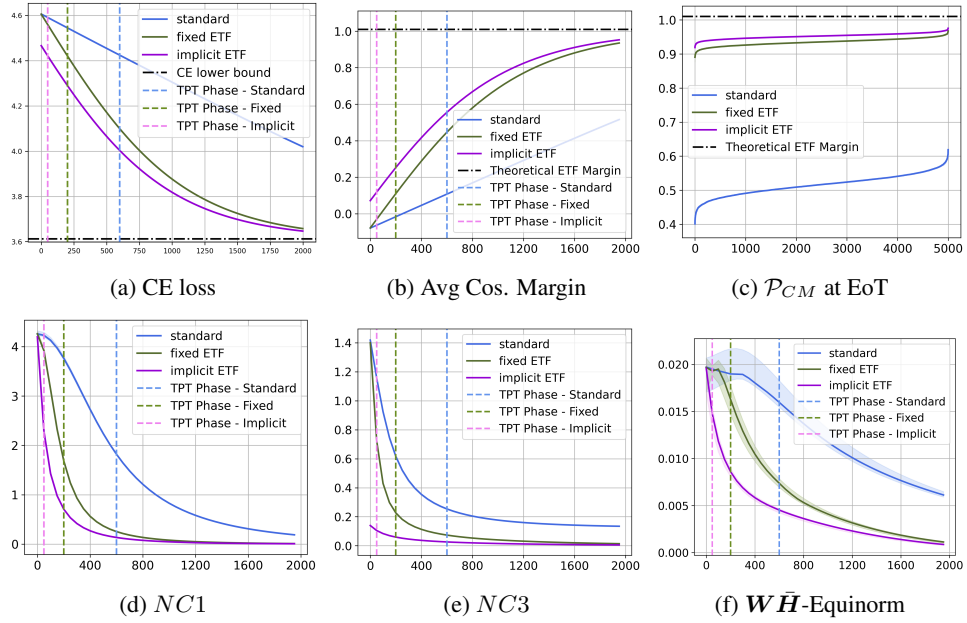 4.6
4.4
4.2
4.0
3.8
3.6
0
250
500
750
1000
1250
1500
1750
2000
standard
fixed ETF
implicit ETF
CE lower bound
TPT Phase - Standard
TPT Phase - Fixed
TPT Phase - Implicit
(a) CE loss
1.0
0.8
0.6
0.4
0.2
0.0
0
400
800
1200
1600
2000
standard
fixed ETF
implicit ETF
Theoretical ETF Margin
TPT Phase - Standard
TPT Phase - Fixed
TPT Phase - Implicit
(b) Avg Cos. Margin
1.0
0.9
0.8
0.7
0.6
0.5
0.4
0
1000
2000
3000
4000
5000
standard
fixed ETF
implicit ETF
Theoretical ETF Margin
(c) 𝒫_{CM} at EoT
4
3
2
1
0
0
400
800
1200
1600
2000
standard
fixed ETF
implicit ETF
TPT Phase - Standard
TPT Phase - Fixed
TPT Phase - Implicit
(d) NC1
1.4
1.2
1.0
0.8
0.6
0.4
0.2
0.0
0
400
800
1200
1600
2000
standard
fixed ETF
implicit ETF
TPT Phase - Standard
TPT Phase - Fixed
TPT Phase - Implicit
(e) NC3
0.020
0.015
0.010
0.005
0.000
0
400
800
1200
1600
2000
standard
fixed ETF
implicit ETF
TPT Phase - Standard
TPT Phase - Fixed
TPT Phase - Implicit
(f) WH̄-Equinorm